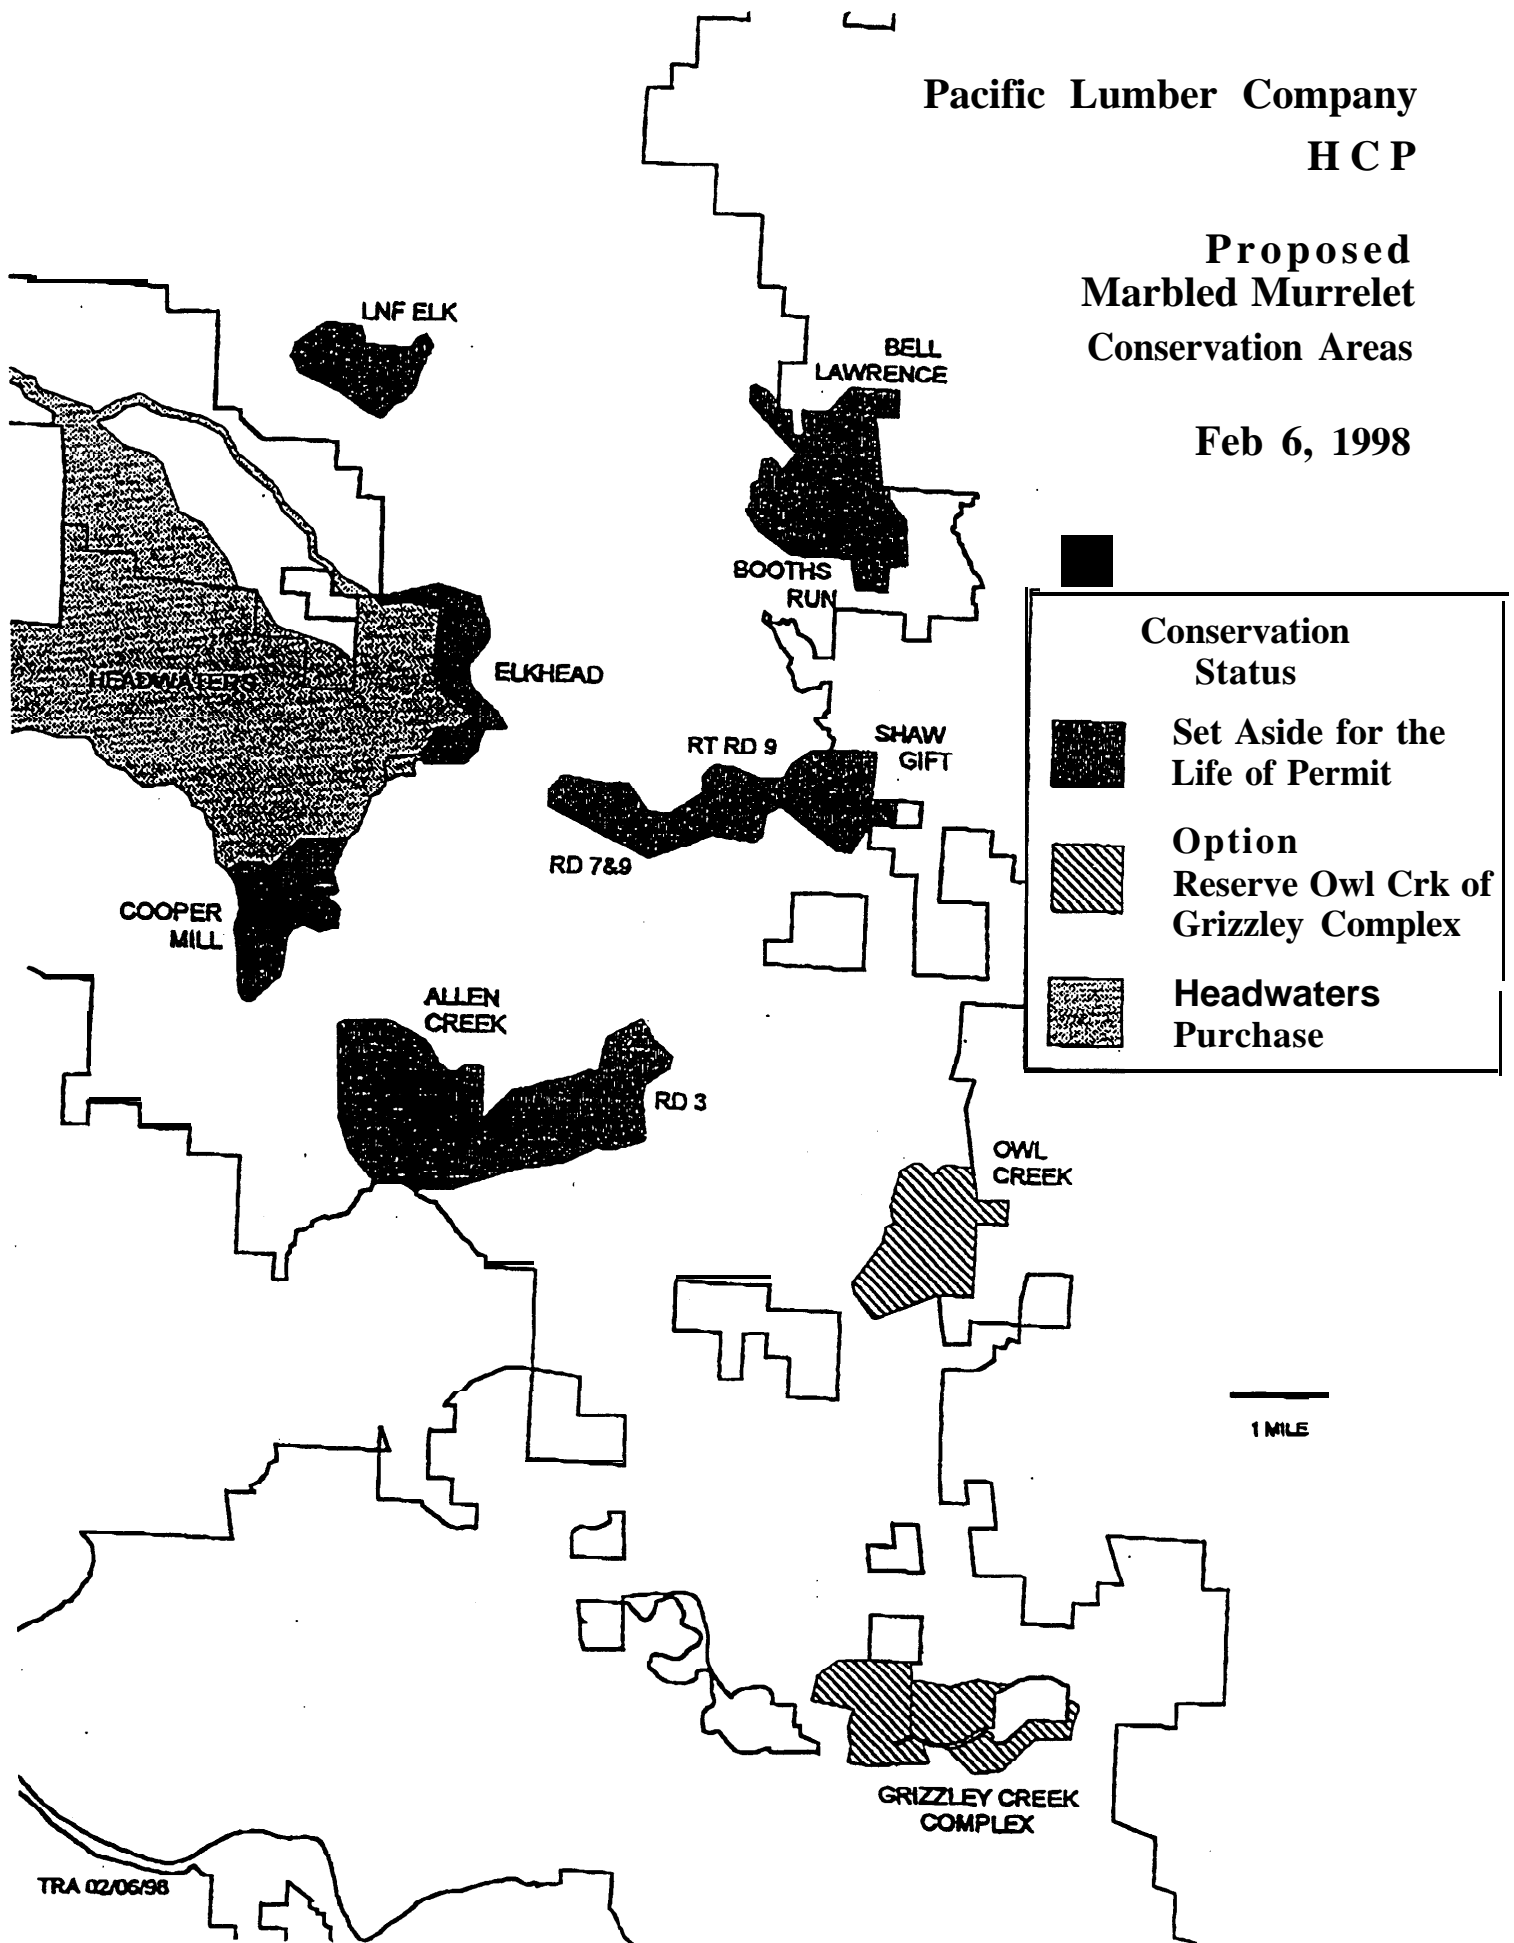 Pacific Lumber Company
H C P
Proposed
Marbled Murrelet
Conservation Areas
Feb 6, 1998
LNF ELK
BELL
LAWRENCE
BOOTHS
RUN
HEADWATERS
ELKHEAD
RT RD 9
SHAW
GIFT
RD 7&9
COOPER
MILL
ALLEN
CREEK
RD 3
OWL
CREEK
Conservation
Status
Set Aside for the
Life of Permit
Option
Reserve Owl Crk of
Grizzley Complex
Headwaters
Purchase
1 MILE
GRIZZLEY CREEK
COMPLEX
TRA 02/06/98